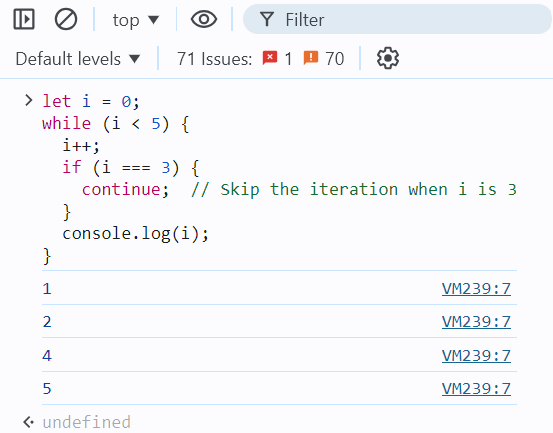 top ▼ Filter
Default levels ▼ 71 Issues: 1 70
let i = 0;
while (i < 5) {
  i++;
  if (i === 3) {
    continue;  // Skip the iteration when i is 3
  }
  console.log(i);
}
1 VM239:7
2 VM239:7
4 VM239:7
5 VM239:7
undefined